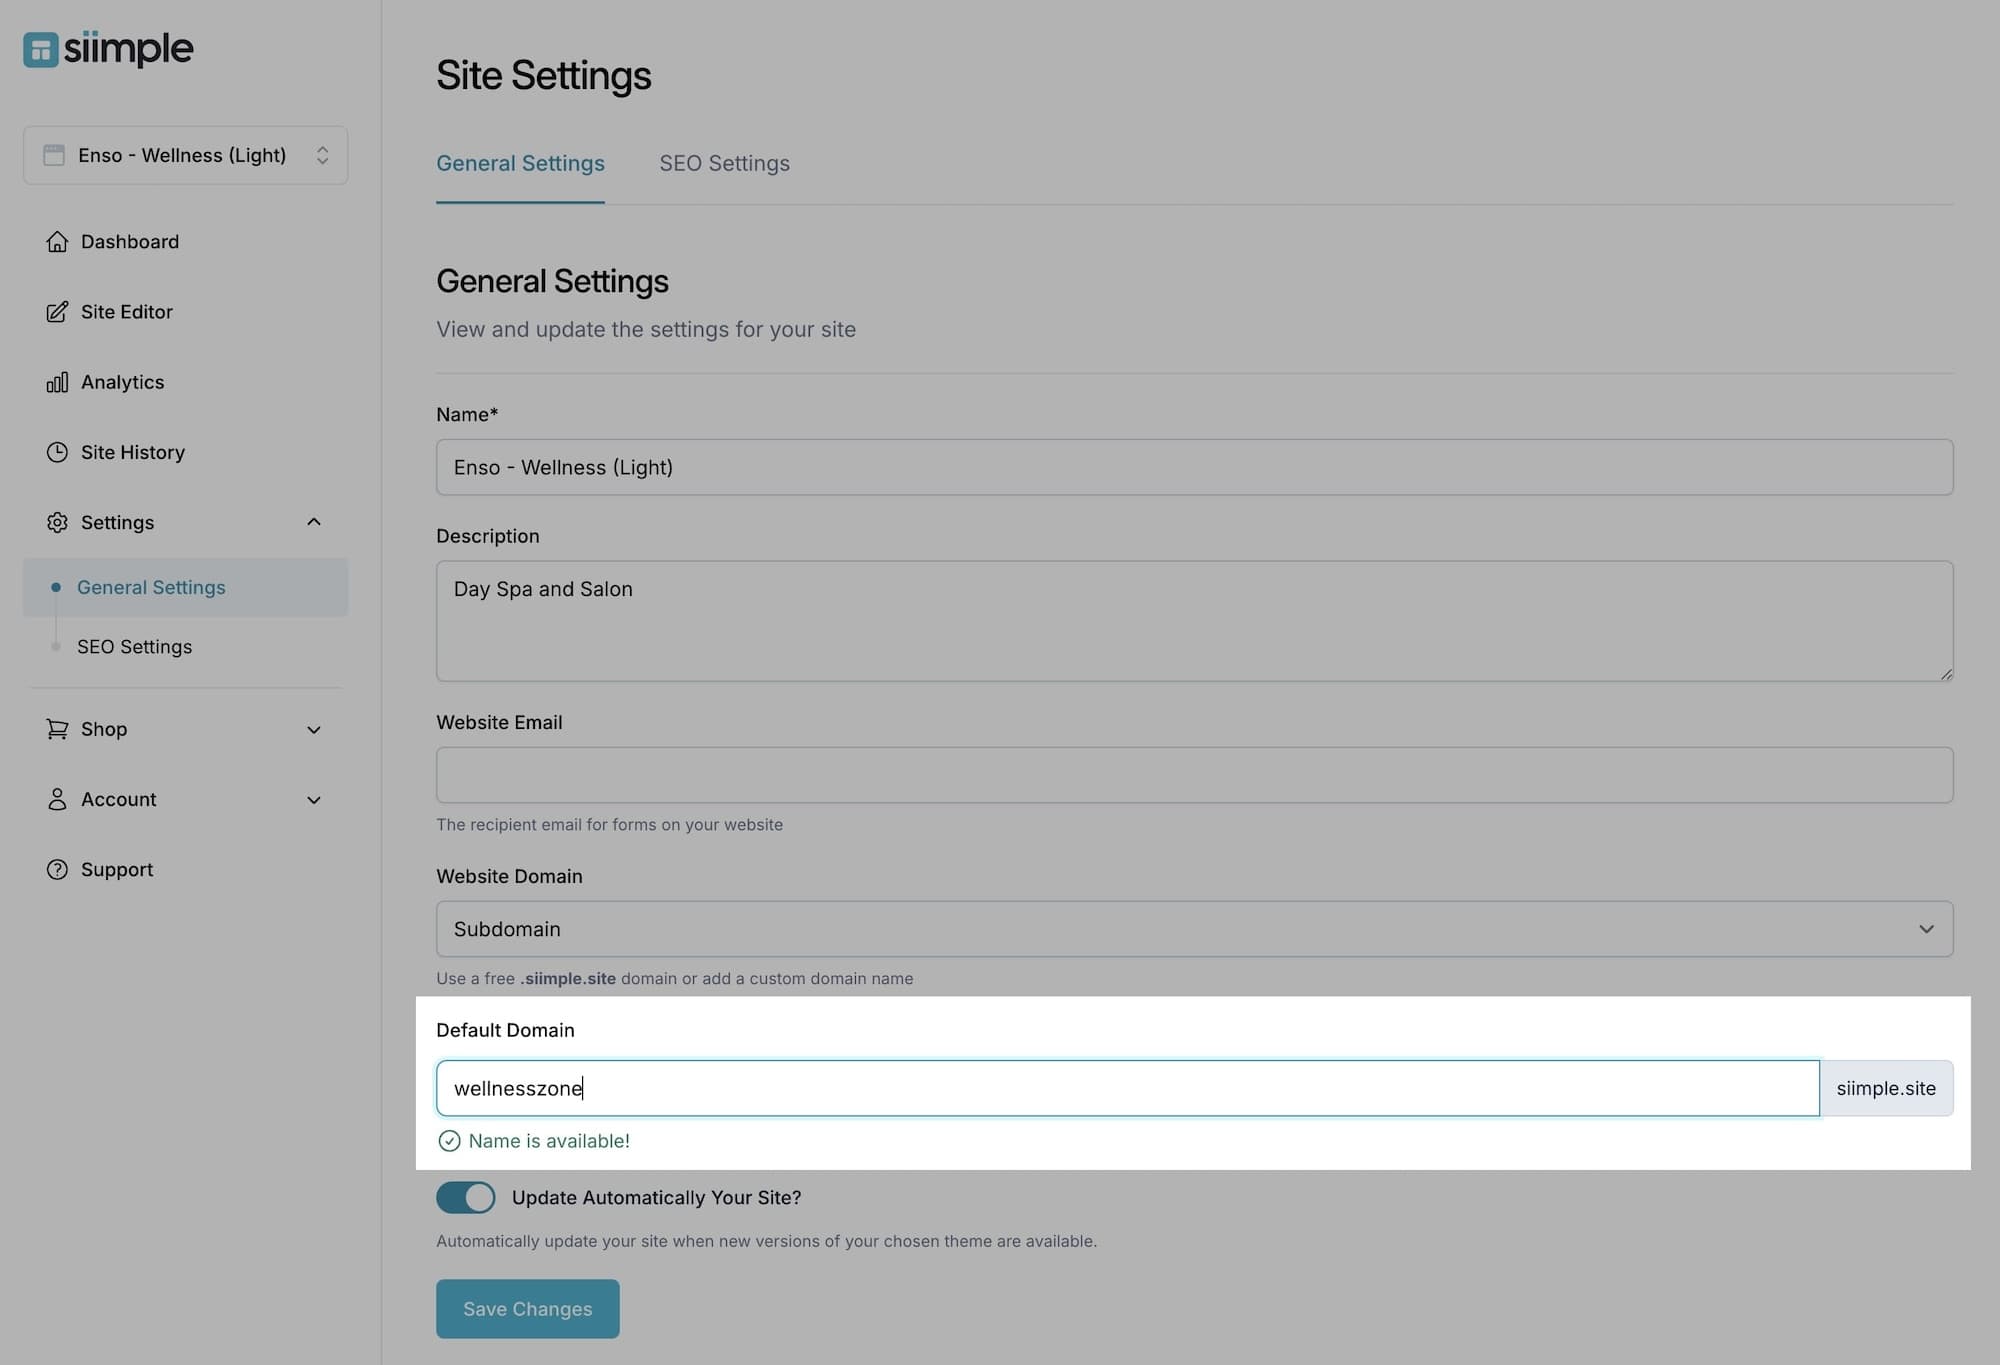 siimple
Enso - Wellness (Light)
Dashboard
Site Editor
Analytics
Site History
Settings
General Settings
SEO Settings
Shop
Account
Support
Site Settings
General Settings
SEO Settings
General Settings
View and update the settings for your site
Name*
Enso - Wellness (Light)
Description
Day Spa and Salon
Website Email
The recipient email for forms on your website
Website Domain
Subdomain
Use a free .siimple.site domain or add a custom domain name
Default Domain
wellnesszone
siimple.site
Name is available!
Update Automatically Your Site?
Automatically update your site when new versions of your chosen theme are available.
Save Changes